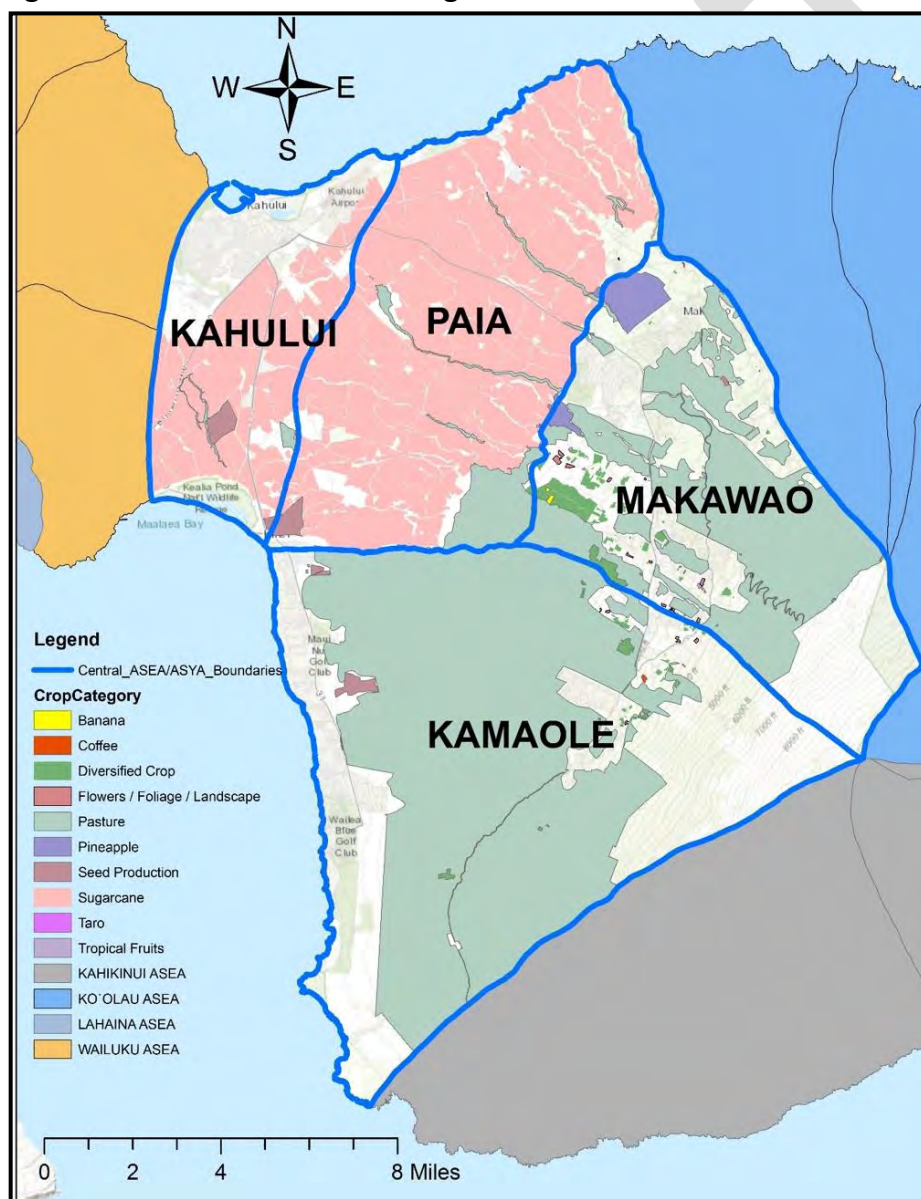 N
W E
S
Kahului
Kahului
Airport
KAHULUI
PAIA
MAKAWAO
KAMAOLE
Kealia Pond
Nat'l Wildlife
Refuge
Maalaea Bay
Maui
Nu
Golf
Club
Wailea
Blue
Golf
Club
5000 ft
6000 ft
7000 ft
8000 ft
31
Legend
Central_ASEA/ASYA_Boundaries
CropCategory
Banana
Coffee
Diversified Crop
Flowers / Foliage / Landscape
Pasture
Pineapple
Seed Production
Sugarcane
Taro
Tropical Fruits
KAHIKINUI ASEA
KO`OLAU ASEA
LAHAINA ASEA
WAILUKU ASEA
0 2 4 8 Miles